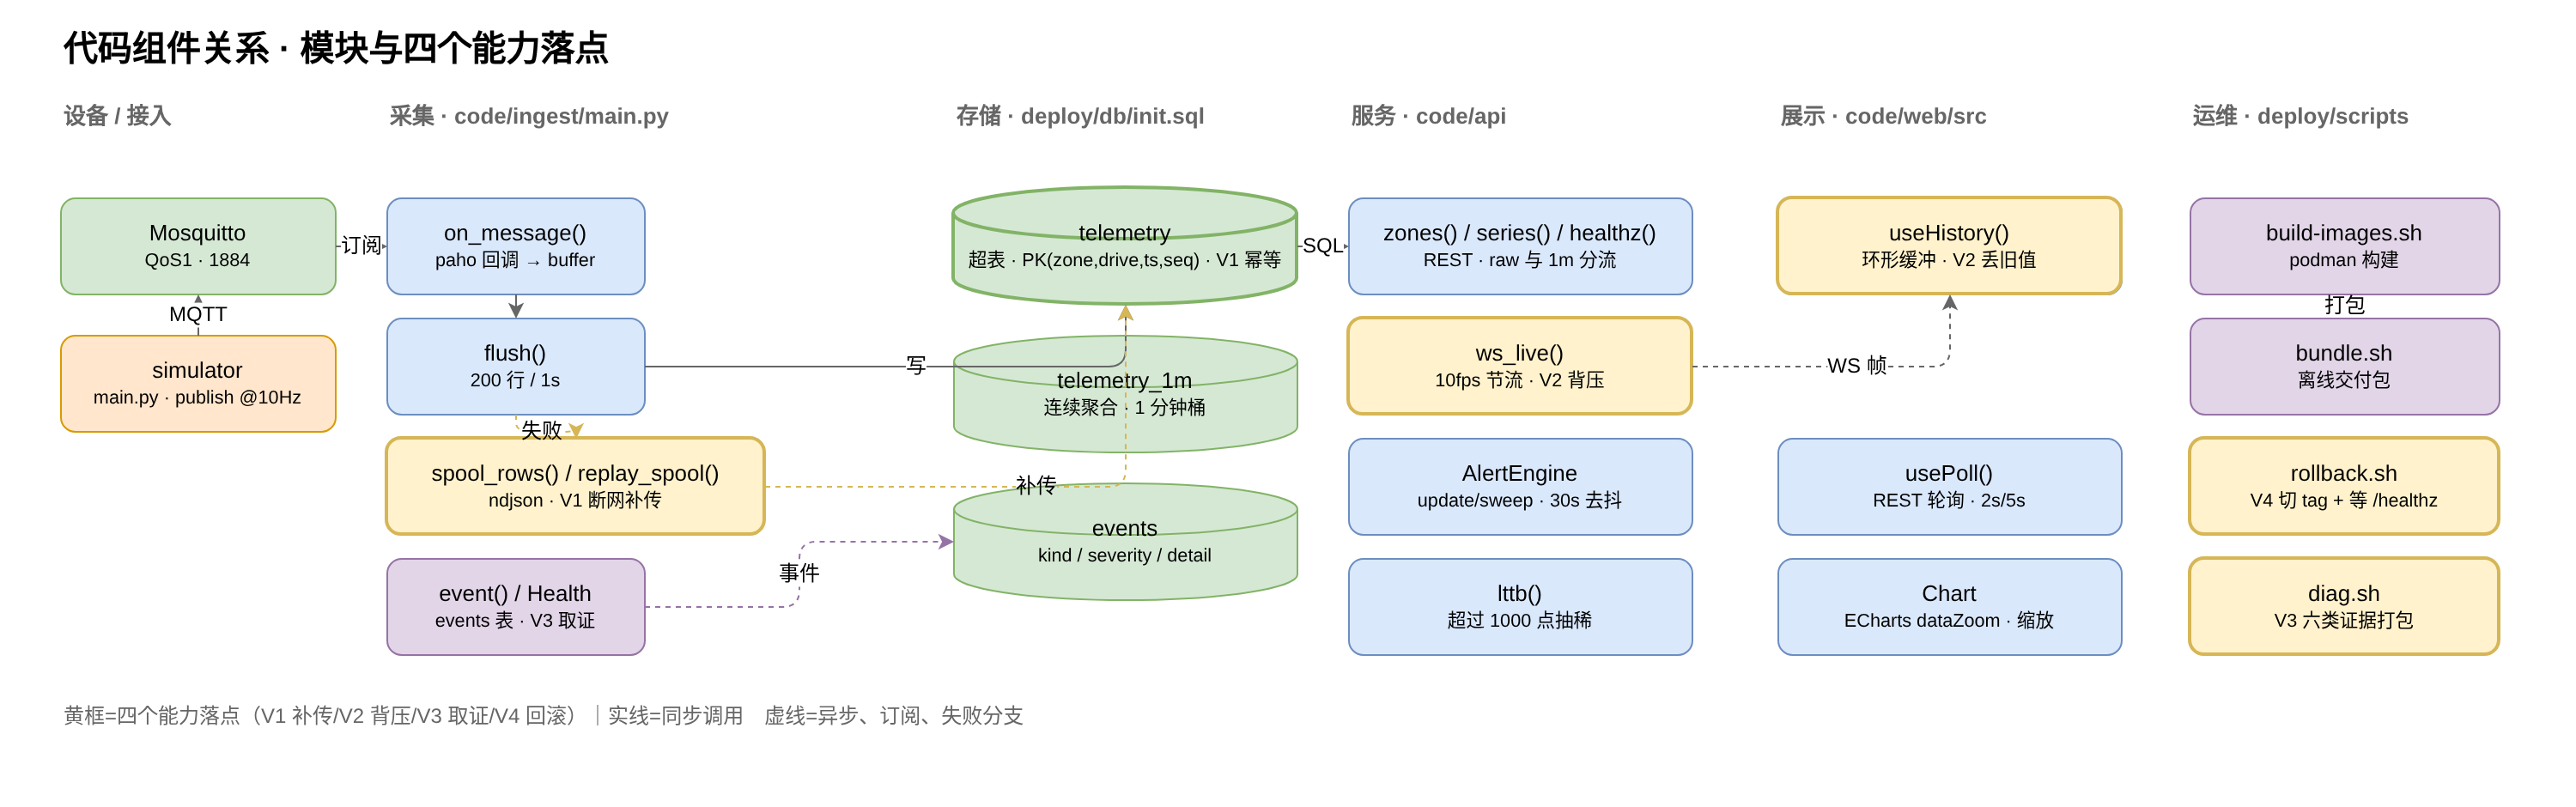 代码组件关系 · 模块与四个能力落点
设备 / 接入
采集 · code/ingest/main.py
存储 · deploy/db/init.sql
服务 · code/api
展示 · code/web/src
运维 · deploy/scripts
Mosquitto
QoS1 · 1884
订阅
MQTT
simulator
main.py · publish @10Hz
on_message()
paho 回调 → buffer
flush()
200 行 / 1s
失败
spool_rows() / replay_spool()
ndjson · V1 断网补传
event() / Health
events 表 · V3 取证
写
补传
事件
telemetry
超表 · PK(zone,drive,ts,seq) · V1 幂等
telemetry_1m
连续聚合 · 1 分钟桶
events
kind / severity / detail
SQL
zones() / series() / healthz()
REST · raw 与 1m 分流
ws_live()
10fps 节流 · V2 背压
AlertEngine
update/sweep · 30s 去抖
lttb()
超过 1000 点抽稀
WS 帧
useHistory()
环形缓冲 · V2 丢旧值
usePoll()
REST 轮询 · 2s/5s
Chart
ECharts dataZoom · 缩放
build-images.sh
podman 构建
打包
bundle.sh
离线交付包
rollback.sh
V4 切 tag + 等 /healthz
diag.sh
V3 六类证据打包
黄框=四个能力落点（V1 补传/V2 背压/V3 取证/V4 回滚）｜实线=同步调用　虚线=异步、订阅、失败分支